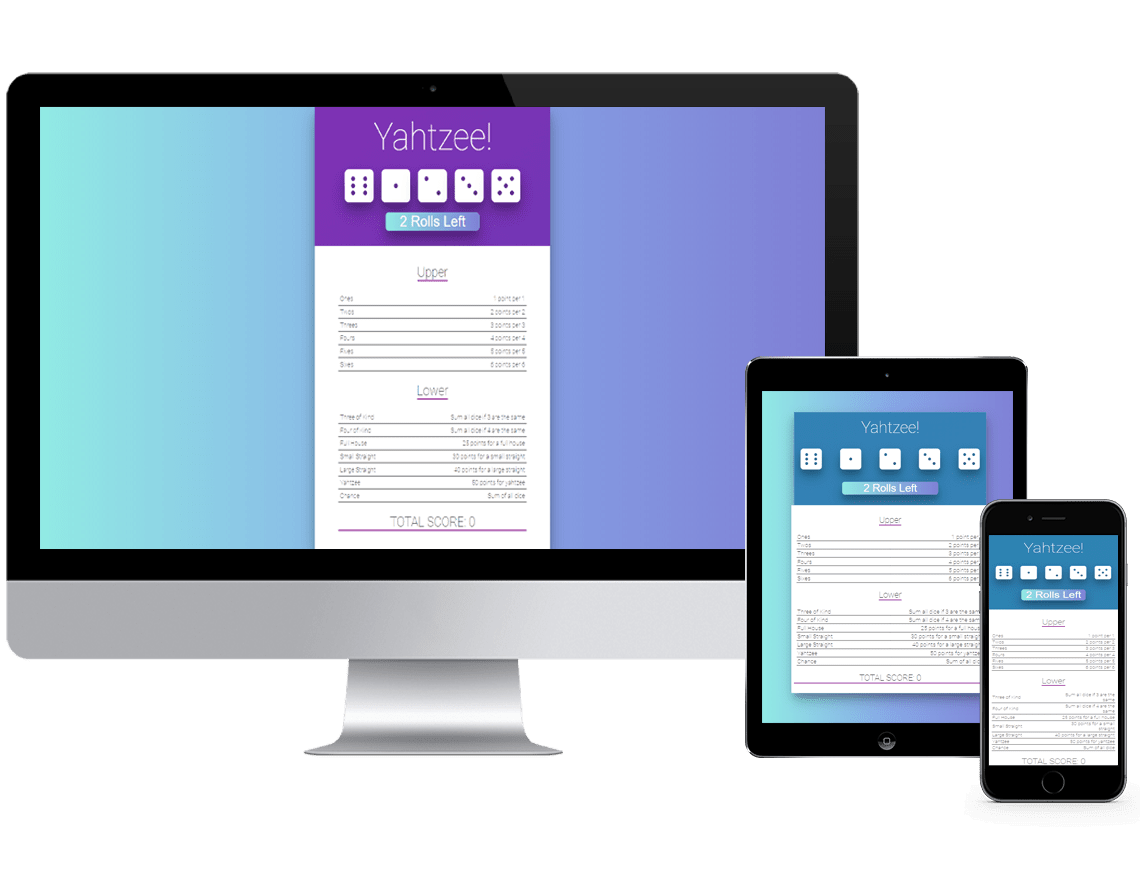 Yahtzee!
2 Rolls Left
Upper
Ones 1 point per 1
Twos 2 points per 2
Threes 3 points per 3
Fours 4 points per 4
Fives 5 points per 5
Sixes 6 points per 6
Lower
Three of Kind Sum all dice if 3 are the same
Four of Kind Sum all dice if 4 are the same
Full House 25 points for a full house
Small Straight 30 points for a small straight
Large Straight 40 points for a large straight
Yahtzee 50 points for yahtzee
Chance Sum of all dice
TOTAL SCORE: 0
Yahtzee!
2 Rolls Left
Upper
Ones 1 point per
Twos 2 points per
Threes 3 points per
Fours 4 points per
Fives 5 points per
Sixes 6 points per
Lower
Three of Kind Sum all dice if 3 are the same
Four of Kind Sum all dice if 4 are the same
Full House 25 points for a full house
Small Straight 30 points for a small straight
Large Straight 40 points for a large straight
Yahtzee 50 points for yahtzee
Chance Sum of all dice
TOTAL SCORE: 0
Yahtzee!
2 Rolls Left
Upper
Ones 1 point per 1
Twos 2 points per 2
Threes 3 points per 3
Fours 4 points per 4
Fives 5 points per 5
Sixes 6 points per 6
Lower
Three of Kind Sum all dice if 3 are the
same
Four of Kind Sum all dice if 4 are the
same
Full House 25 points for a full house
Small Straight 30 points for a small
straight
Large Straight 40 points for a large straight
Yahtzee 50 points for yahtzee
Chance Sum of all dice
TOTAL SCORE: 0